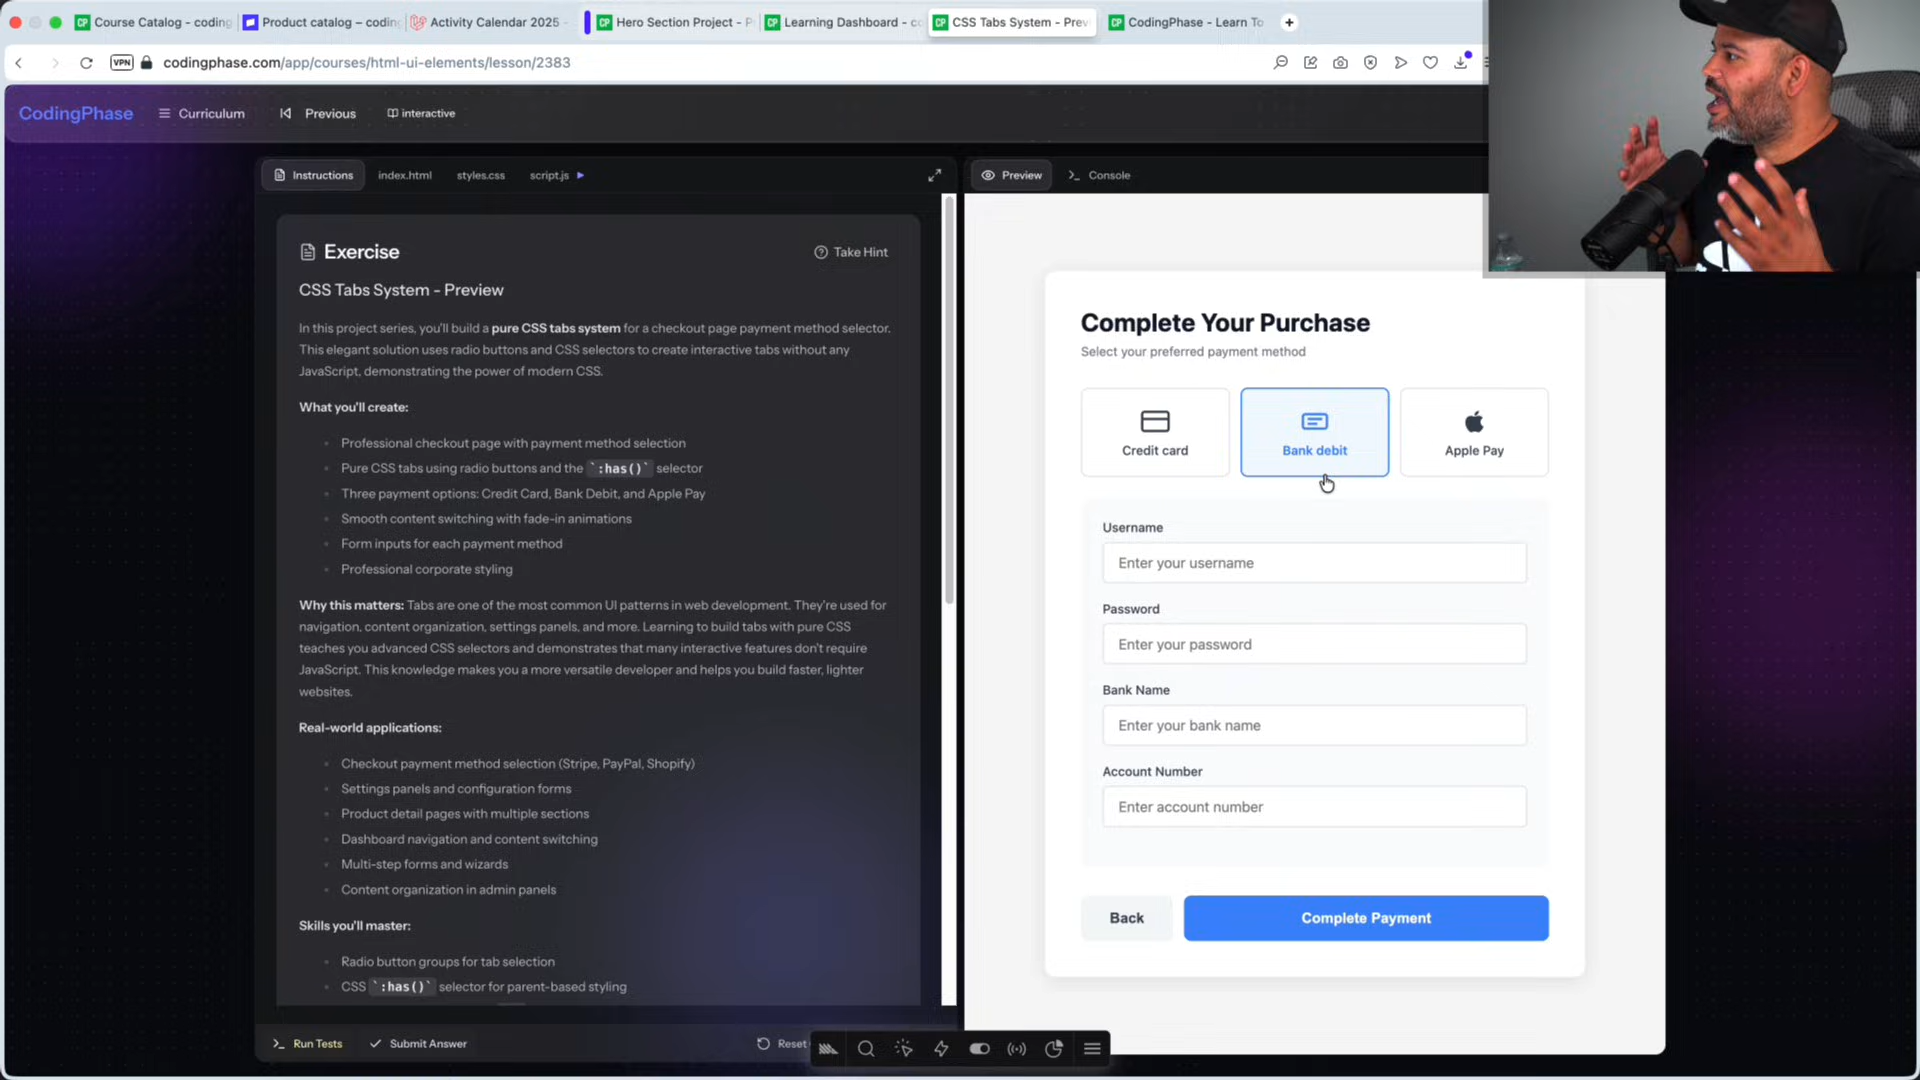 Course Catalog - coding
Product catalog – coding
Activity Calendar 2025 -
Hero Section Project - P
Learning Dashboard - co
CSS Tabs System - Prev
CodingPhase - Learn To
VPN
codingphase.com/app/courses/html-ui-elements/lesson/2383
CodingPhase
Curriculum
Previous
interactive
Instructions
index.html
styles.css
script.js
Preview
Console
Exercise
Take Hint
CSS Tabs System - Preview
In this project series, you'll build a pure CSS tabs system for a checkout page payment method selector.
This elegant solution uses radio buttons and CSS selectors to create interactive tabs without any
JavaScript, demonstrating the power of modern CSS.
What you'll create:
Professional checkout page with payment method selection
Pure CSS tabs using radio buttons and the `:has()` selector
Three payment options: Credit Card, Bank Debit, and Apple Pay
Smooth content switching with fade-in animations
Form inputs for each payment method
Professional corporate styling
Why this matters: Tabs are one of the most common UI patterns in web development. They're used for
navigation, content organization, settings panels, and more. Learning to build tabs with pure CSS
teaches you advanced CSS selectors and demonstrates that many interactive features don't require
JavaScript. This knowledge makes you a more versatile developer and helps you build faster, lighter
websites.
Real-world applications:
Checkout payment method selection (Stripe, PayPal, Shopify)
Settings panels and configuration forms
Product detail pages with multiple sections
Dashboard navigation and content switching
Multi-step forms and wizards
Content organization in admin panels
Skills you'll master:
Radio button groups for tab selection
CSS `:has()` selector for parent-based styling
Run Tests
Submit Answer
Reset
Complete Your Purchase
Select your preferred payment method
Credit card
Bank debit
Apple Pay
Username
Enter your username
Password
Enter your password
Bank Name
Enter your bank name
Account Number
Enter account number
Back
Complete Payment